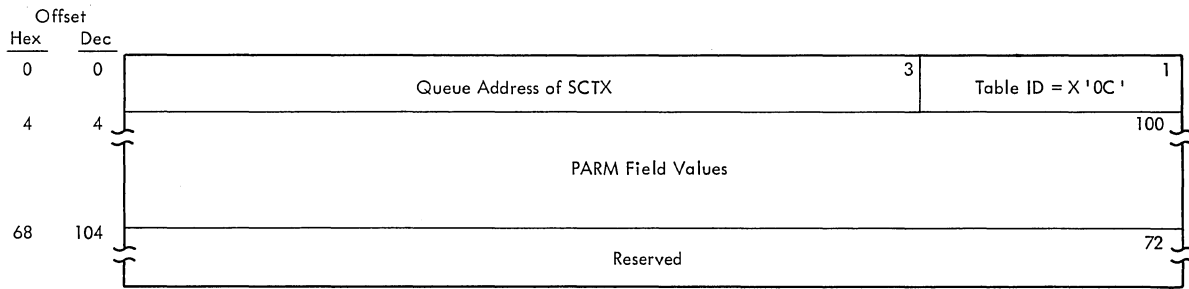 Offset
Hex Dec
0 0 Queue Address of SCTX 3 Table ID = X '0C' 1
4 4 100
PARM Field Values
68 104 72
Reserved